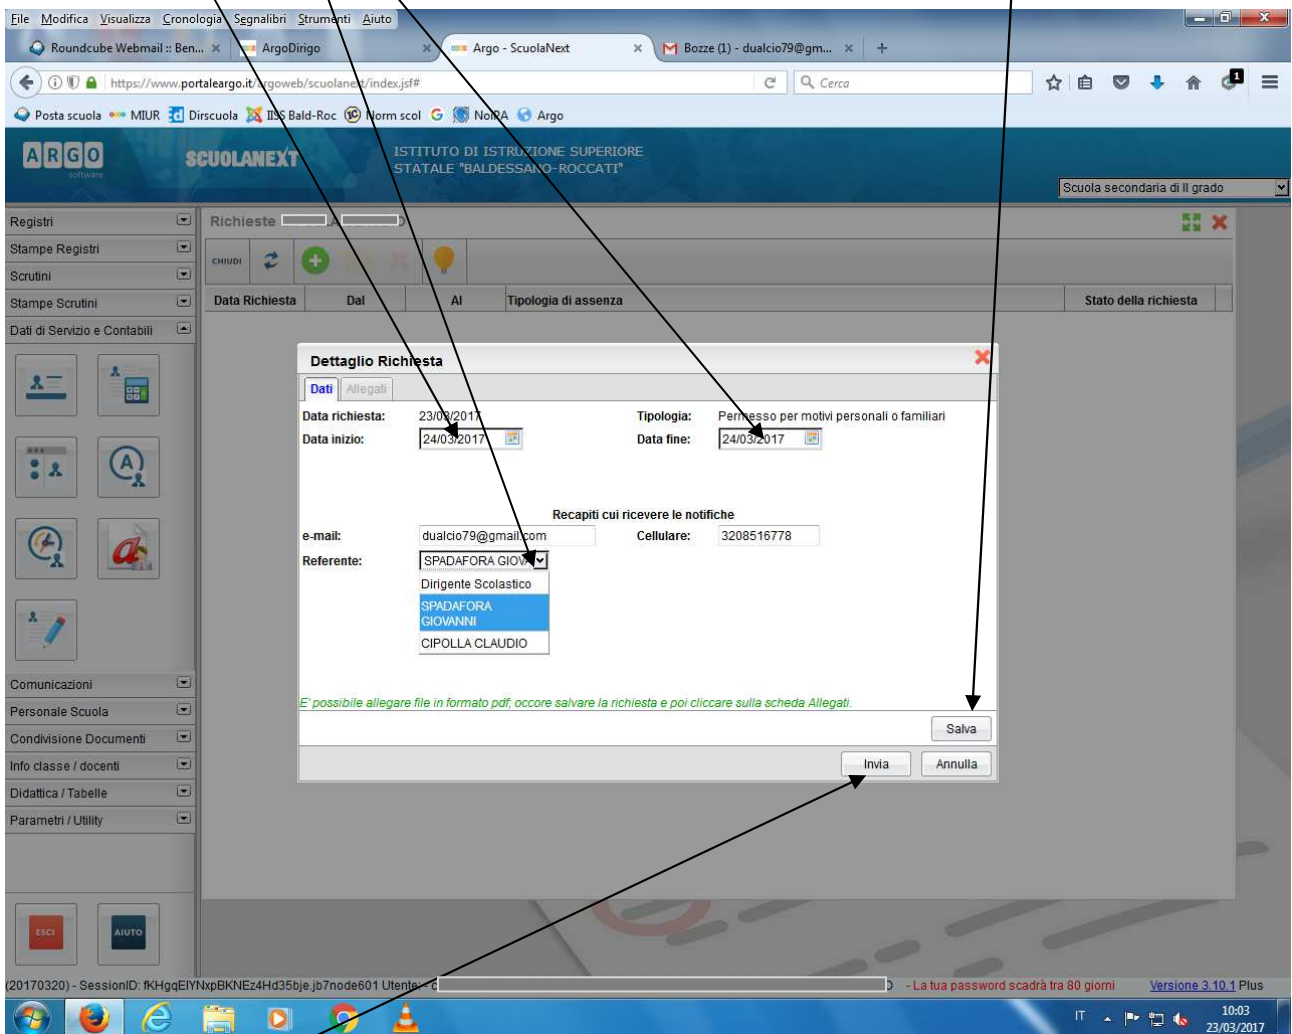 File Modifica Visualizza Cronologia Segnalibri Strumenti Aiuto
Roundcube Webmail :: Ben... × ArgoDirigo × Argo - ScuolaNext × Bozze (1) - dualcio79@gm... × +
https://www.portaleargo.it/argoweb/scuolanext/index.jsf# Cerca 1
Posta scuola MIUR Dirscuola IISS Bald-Roc Norm scol NoiRA Argo
ARGO software SCUOLANEXT ISTITUTO DI ISTRUZIONE SUPERIORE
STATALE "BALDESSANO-ROCCATI"
Scuola secondaria di II grado
Registri
Stampe Registri
Scrutini
Stampe Scrutini
Dati di Servizio e Contabili
Richieste
CHIUDI
Data Richiesta Dal Al Tipologia di assenza Stato della richiesta
Dettaglio Richiesta
Dati Allegati
Data richiesta: 23/03/2017 Tipologia: Permesso per motivi personali o familiari
Data inizio: 24/03/2017 Data fine: 24/03/2017
Recapiti cui ricevere le notifiche
e-mail: dualcio79@gmail.com Cellulare: 3208516778
Referente: SPADAFORA GIOVA
Dirigente Scolastico
SPADAFORA
GIOVANNI
CIPOLLA CLAUDIO
E' possibile allegare file in formato pdf; occore salvare la richiesta e poi cliccare sulla scheda Allegati.
Salva
Invia Annulla
Comunicazioni
Personale Scuola
Condivisione Documenti
Info classe / docenti
Didattica / Tabelle
Parametri / Utility
ESCI AIUTO
(20170320) - SessionID: fKHgqEIYNxpBKNEz4Hd35bje.jb7node601 Utente: - La tua password scadrà tra 80 giorni Versione 3.10.1 Plus
IT 10:03
23/03/2017